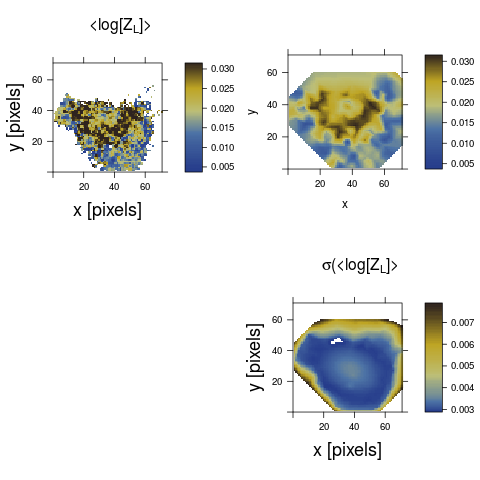 <log[Z_L]>
60
40
20
20 40 60
x [pixels]
y [pixels]
0.030
0.025
0.020
0.015
0.010
0.005
60
40
20
20 40 60
x
y
0.030
0.025
0.020
0.015
0.010
0.005
σ(<log[Z_L]>
60
40
20
20 40 60
x [pixels]
y [pixels]
0.007
0.006
0.005
0.004
0.003